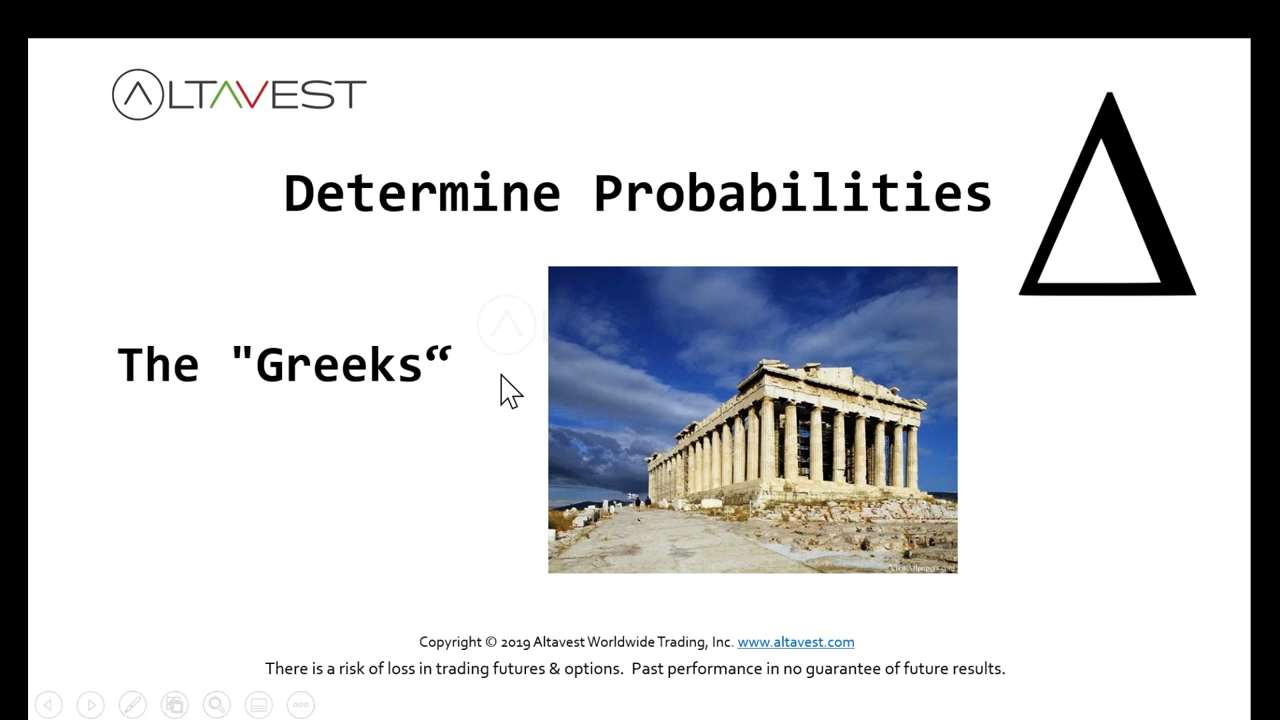 ALTAVEST
Determine Probabilities
Δ
The "Greeks“
Copyright © 2019 Altavest Worldwide Trading, Inc. www.altavest.com
There is a risk of loss in trading futures & options. Past performance in no guarantee of future results.